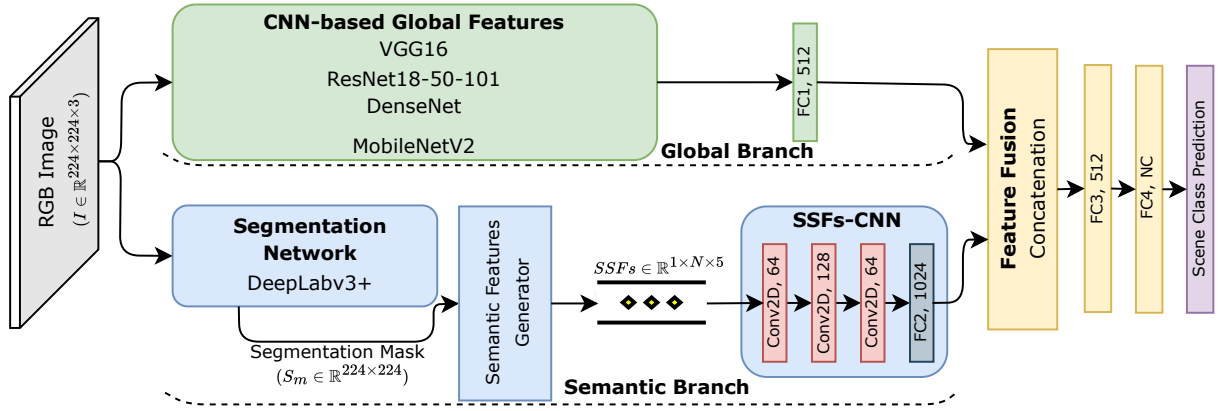 RGB Image
(I ∈ ℝ^{224×224×3})
CNN-based Global Features
VGG16
ResNet18-50-101
DenseNet
MobileNetV2
FC1, 512
Global Branch
Segmentation
Network
DeepLabv3+
Segmentation Mask
(S_m ∈ ℝ^{224×224})
Semantic Features
Generator
SSFs ∈ ℝ^{1×N×5}
SSFs-CNN
Conv2D, 64
Conv2D, 128
Conv2D, 64
FC2, 1024
Semantic Branch
Feature Fusion
Concatenation
FC3, 512
FC4, NC
Scene Class Prediction